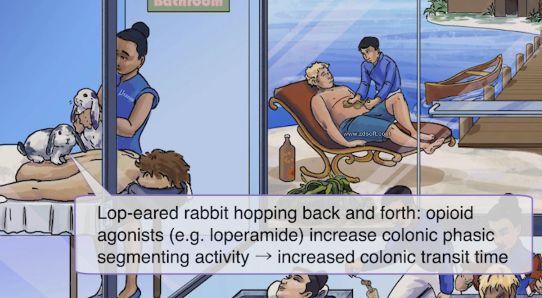 Bathroom
www.zdsoft.com
Lop-eared rabbit hopping back and forth: opioid
agonists (e.g. loperamide) increase colonic phasic
segmenting activity → increased colonic transit time